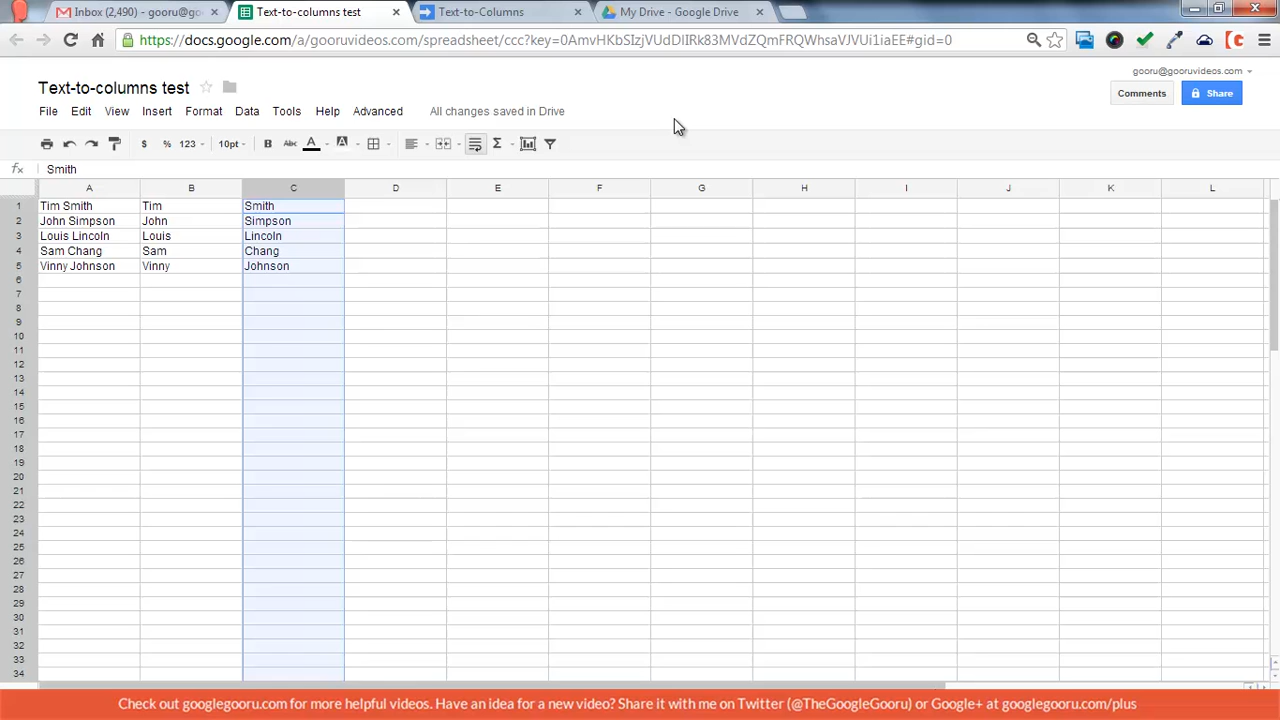 Inbox (2,490) - gooru@go
Text-to-columns test
Text-to-Columns
My Drive - Google Drive
https://docs.google.com/a/gooruvideos.com/spreadsheet/ccc?key=
gooru@gooruvideos.com
Text-to-columns test
Comments
Share
File Edit View Insert Format Data Tools Help Advanced All changes saved in Drive
$ % 123 10pt B Abc A A Σ
fx Smith
A B C D E F G H I J K L
1 Tim Smith Tim Smith
2 John Simpson John Simpson
3 Louis Lincoln Louis Lincoln
4 Sam Chang Sam Chang
5 Vinny Johnson Vinny Johnson
6
7
8
9
10
11
12
13
14
15
16
17
18
19
20
21
22
23
24
25
26
27
28
29
30
31
32
33
34
Check out googlegooru.com for more helpful videos. Have an idea for a new video? Share it with me on Twitter (@TheGoogleGooru) or Google+ at googlegooru.com/plus